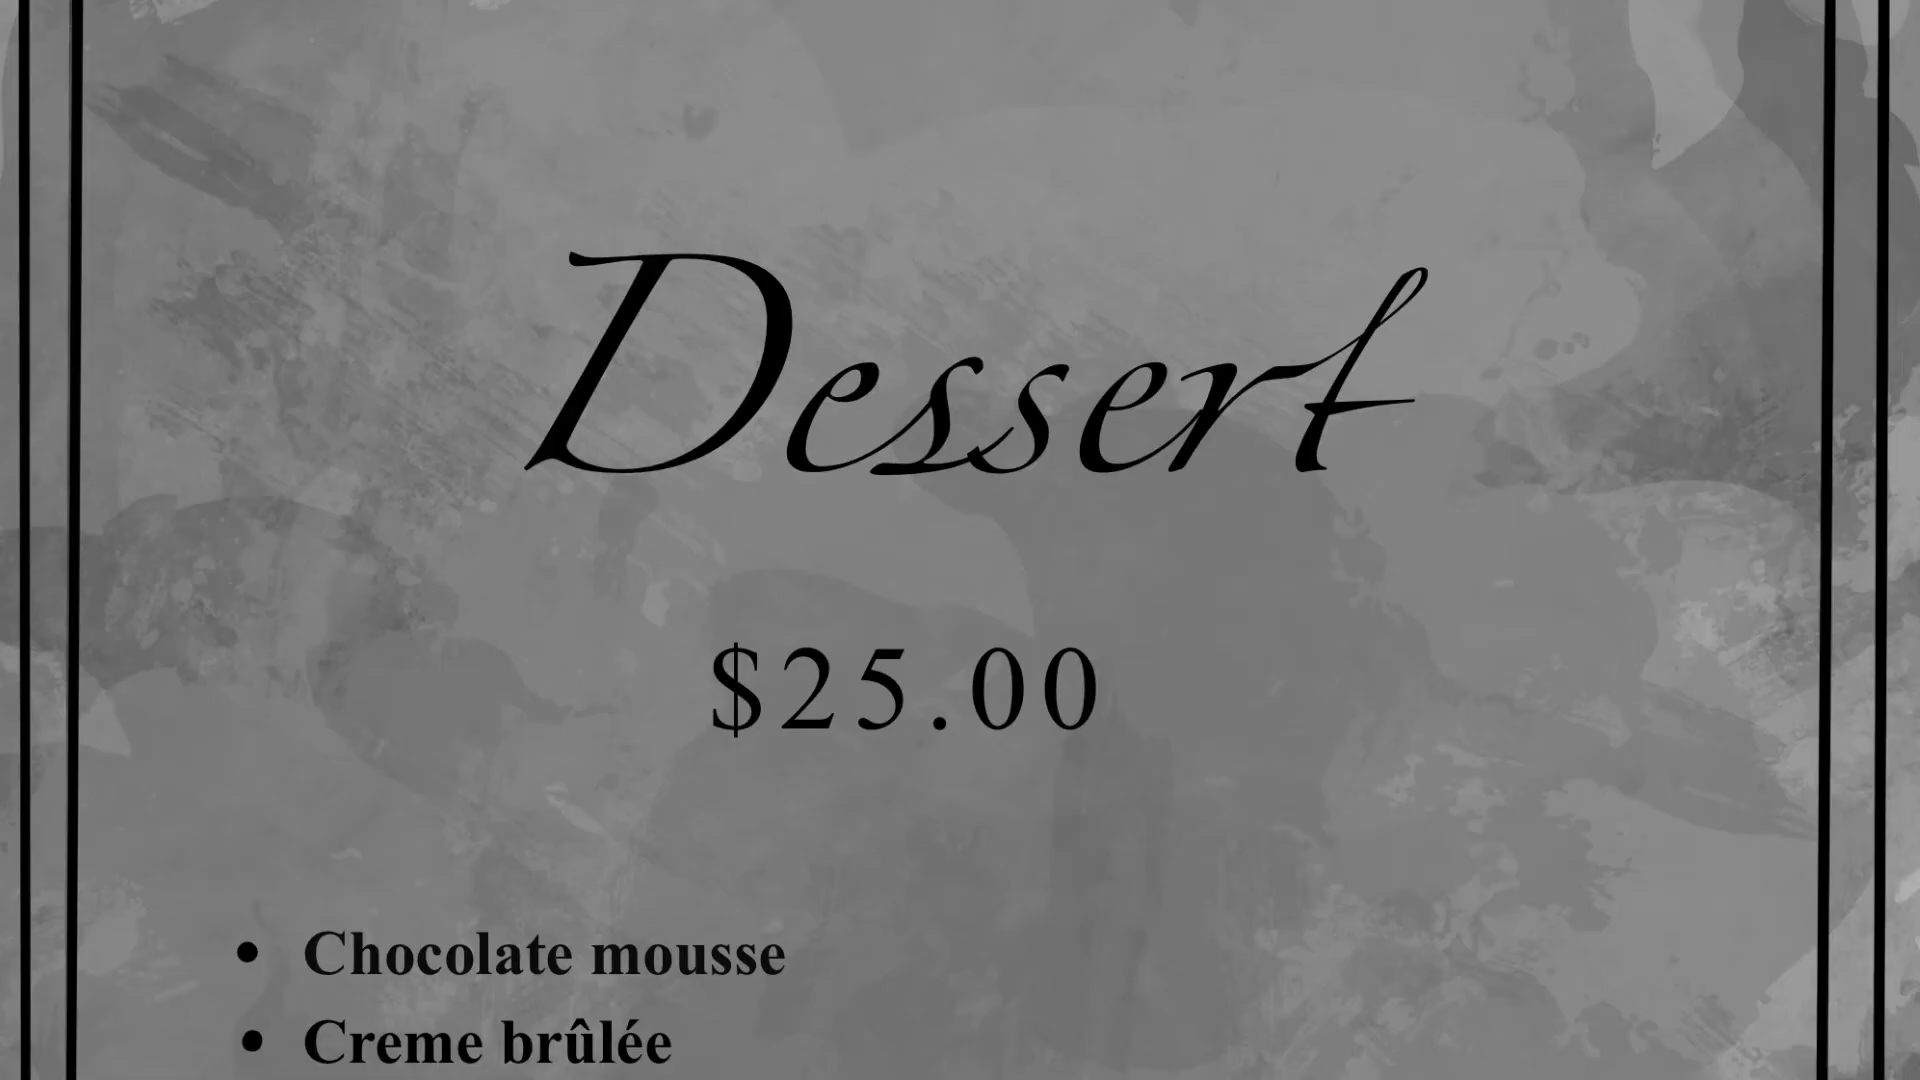 Dessert
$25.00
• Chocolate mousse
• Creme brûlée